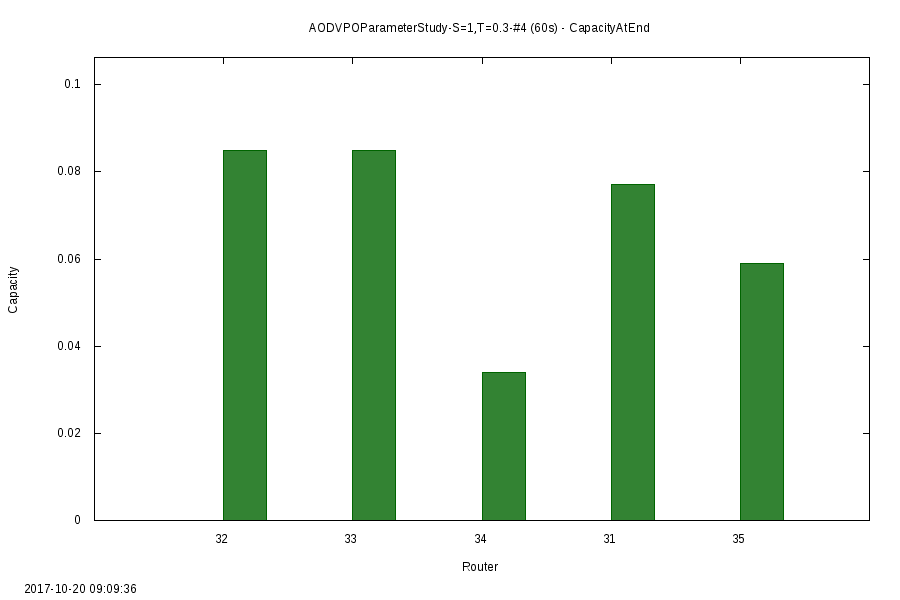 AODVPOParameterStudy-S=1,T=0.3-#4 (60s) - CapacityAtEnd
0.1
0.08
0.06
0.04
0.02
0
Capacity
32 33 34 31 35
Router
2017-10-20 09:09:36